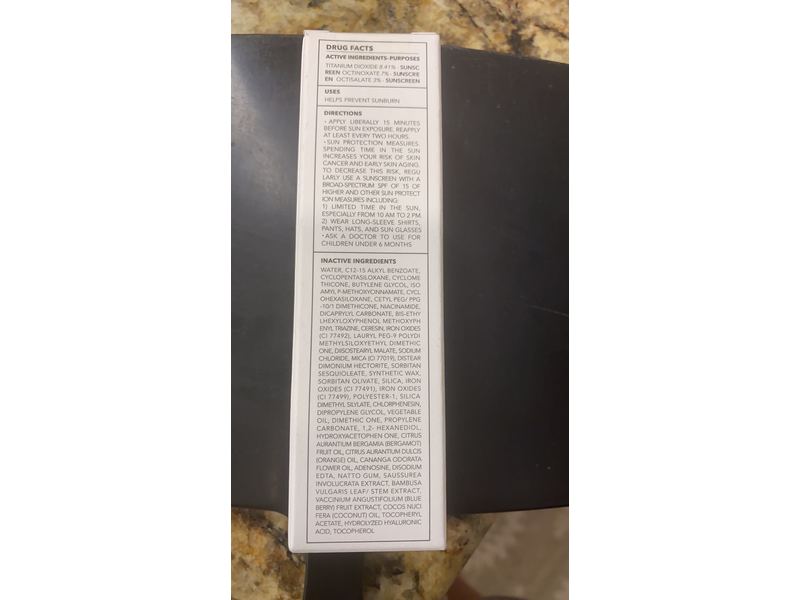 DRUG FACTS
ACTIVE INGREDIENTS-PURPOSES
TITANIUM DIOXIDE 8.41% · SUNSC
REEN OCTINOXATE 7% · SUNSCRE
EN OCTISALATE 3% · SUNSCREEN
USES
HELPS PREVENT SUNBURN
DIRECTIONS
· APPLY LIBERALLY 15 MINUTES
BEFORE SUN EXPOSURE. REAPPLY
AT LEAST EVERY TWO HOURS.
· SUN PROTECTION MEASURES.
SPENDING TIME IN THE SUN
INCREASES YOUR RISK OF SKIN
CANCER AND EARLY SKIN AGING.
TO DECREASE THIS RISK, REGU
LARLY USE A SUNSCREEN WITH A
BROAD-SPECTRUM SPF OF 15 OF
HIGHER AND OTHER SUN PROTECT
ION MEASURES INCLUDING:
1) LIMITED TIME IN THE SUN,
ESPECIALLY FROM 10 AM TO 2 PM
2) WEAR LONG-SLEEVE SHIRTS,
PANTS, HATS, AND SUN GLASSES
· ASK A DOCTOR TO USE FOR
CHILDREN UNDER 6 MONTHS
INACTIVE INGREDIENTS
WATER, C12-15 ALKYL BENZOATE,
CYCLOPENTASILOXANE, CYCLOME
THICONE, BUTYLENE GLYCOL, ISO
AMYL P-METHOXYCINNAMATE, CYCL
OHEXASILOXANE, CETYL PEG/ PPG
-10/1 DIMETHICONE, NIACINAMIDE,
DICAPRYLYL CARBONATE, BIS-ETHY
LHEXYLOXYPHENOL METHOXYPH
ENYL TRIAZINE, CERESIN, IRON OXIDES
(CI 77492), LAURYL PEG-9 POLYDI
METHYLSILOXYETHYL DIMETHIC
ONE, DIISOSTEARYL MALATE, SODIUM
CHLORIDE, MICA (CI 77019), DISTEAR
DIMONIUM HECTORITE, SORBITAN
SESQUIOLEATE, SYNTHETIC WAX,
SORBITAN OLIVATE, SILICA, IRON
OXIDES (CI 77491), IRON OXIDES
(CI 77499), POLYESTER-1, SILICA
DIMETHYL SILYLATE, CHLORPHENESIN,
DIPROPYLENE GLYCOL, VEGETABLE
OIL, DIMETHIC ONE, PROPYLENE
CARBONATE, 1,2- HEXANEDIOL,
HYDROXYACETOPHEN ONE, CITRUS
AURANTIUM BERGAMIA (BERGAMOT)
FRUIT OIL, CITRUS AURANTIUM DULCIS
(ORANGE) OIL, CANANGA ODORATA
FLOWER OIL, ADENOSINE, DISODIUM
EDTA, NATTO GUM, SAUSSUREA
INVOLUCRATA EXTRACT, BAMBUSA
VULGARIS LEAF/ STEM EXTRACT,
VACCINIUM ANGUSTIFOLIUM (BLUE
BERRY) FRUIT EXTRACT, COCOS NUCI
FERA (COCONUT) OIL, TOCOPHERYL
ACETATE, HYDROLYZED HYALURONIC
ACID, TOCOPHEROL